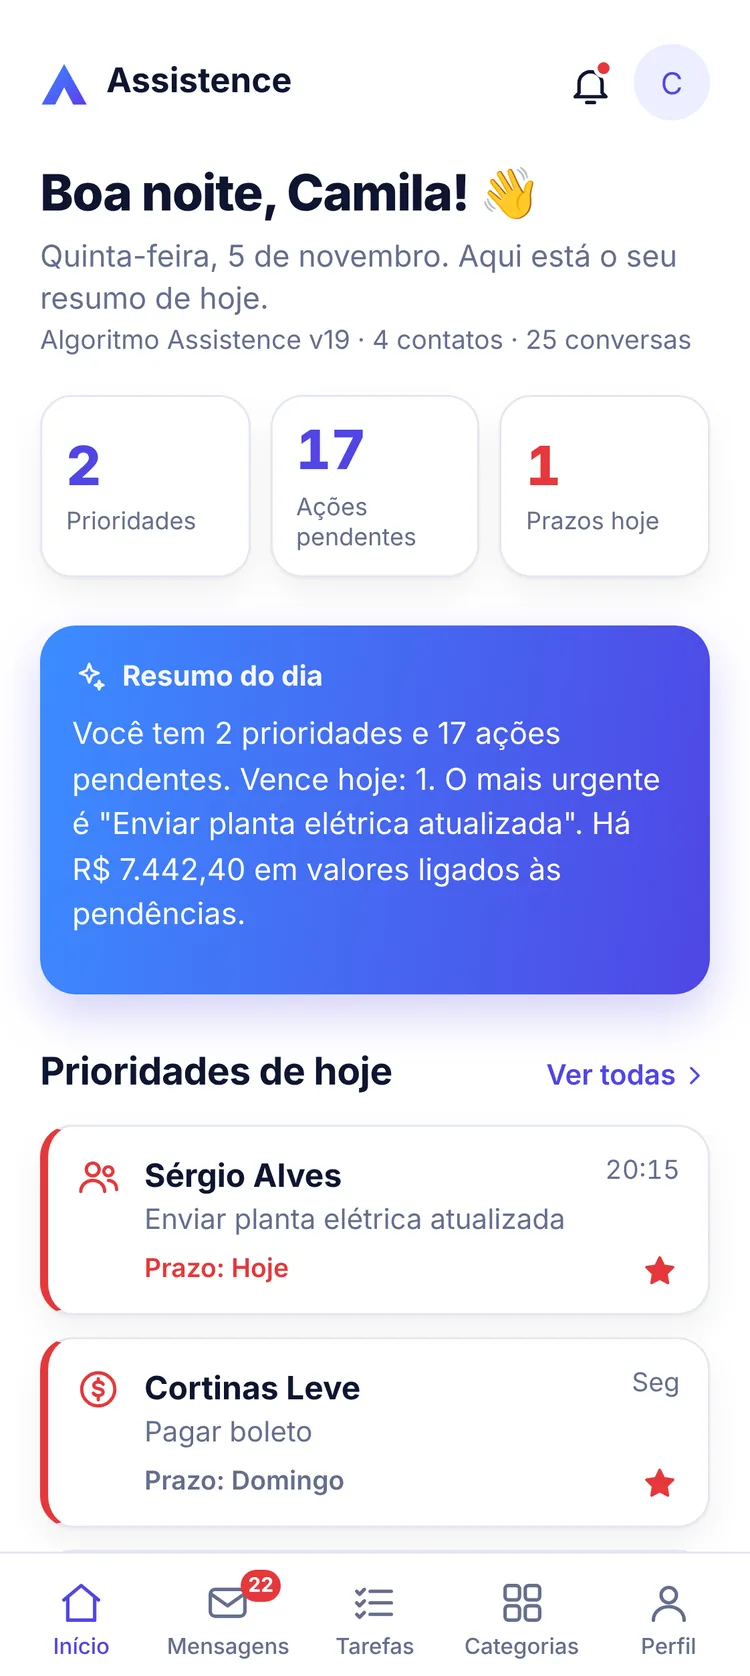 Assistence
C
Boa noite, Camila! 👋
Quinta-feira, 5 de novembro. Aqui está o seu
resumo de hoje.
Algoritmo Assistence v19 · 4 contatos · 25 conversas
2
Prioridades
17
Ações
pendentes
1
Prazos hoje
Resumo do dia
Você tem 2 prioridades e 17 ações
pendentes. Vence hoje: 1. O mais urgente
é "Enviar planta elétrica atualizada". Há
R$ 7.442,40 em valores ligados às
pendências.
Prioridades de hoje
Ver todas
Sérgio Alves
20:15
Enviar planta elétrica atualizada
Prazo: Hoje
Cortinas Leve
Seg
Pagar boleto
Prazo: Domingo
22
Início
Mensagens
Tarefas
Categorias
Perfil